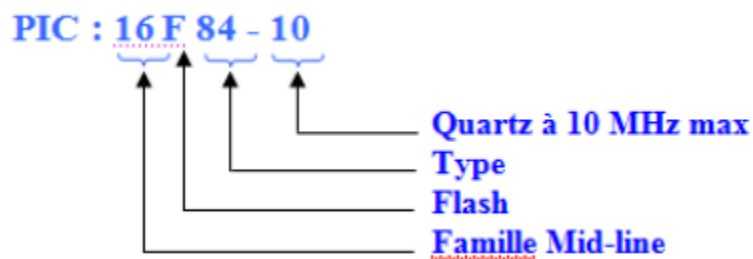 PIC : 16 F 84 - 10
Quartz à 10 MHz max
Type
Flash
Famille Mid-line